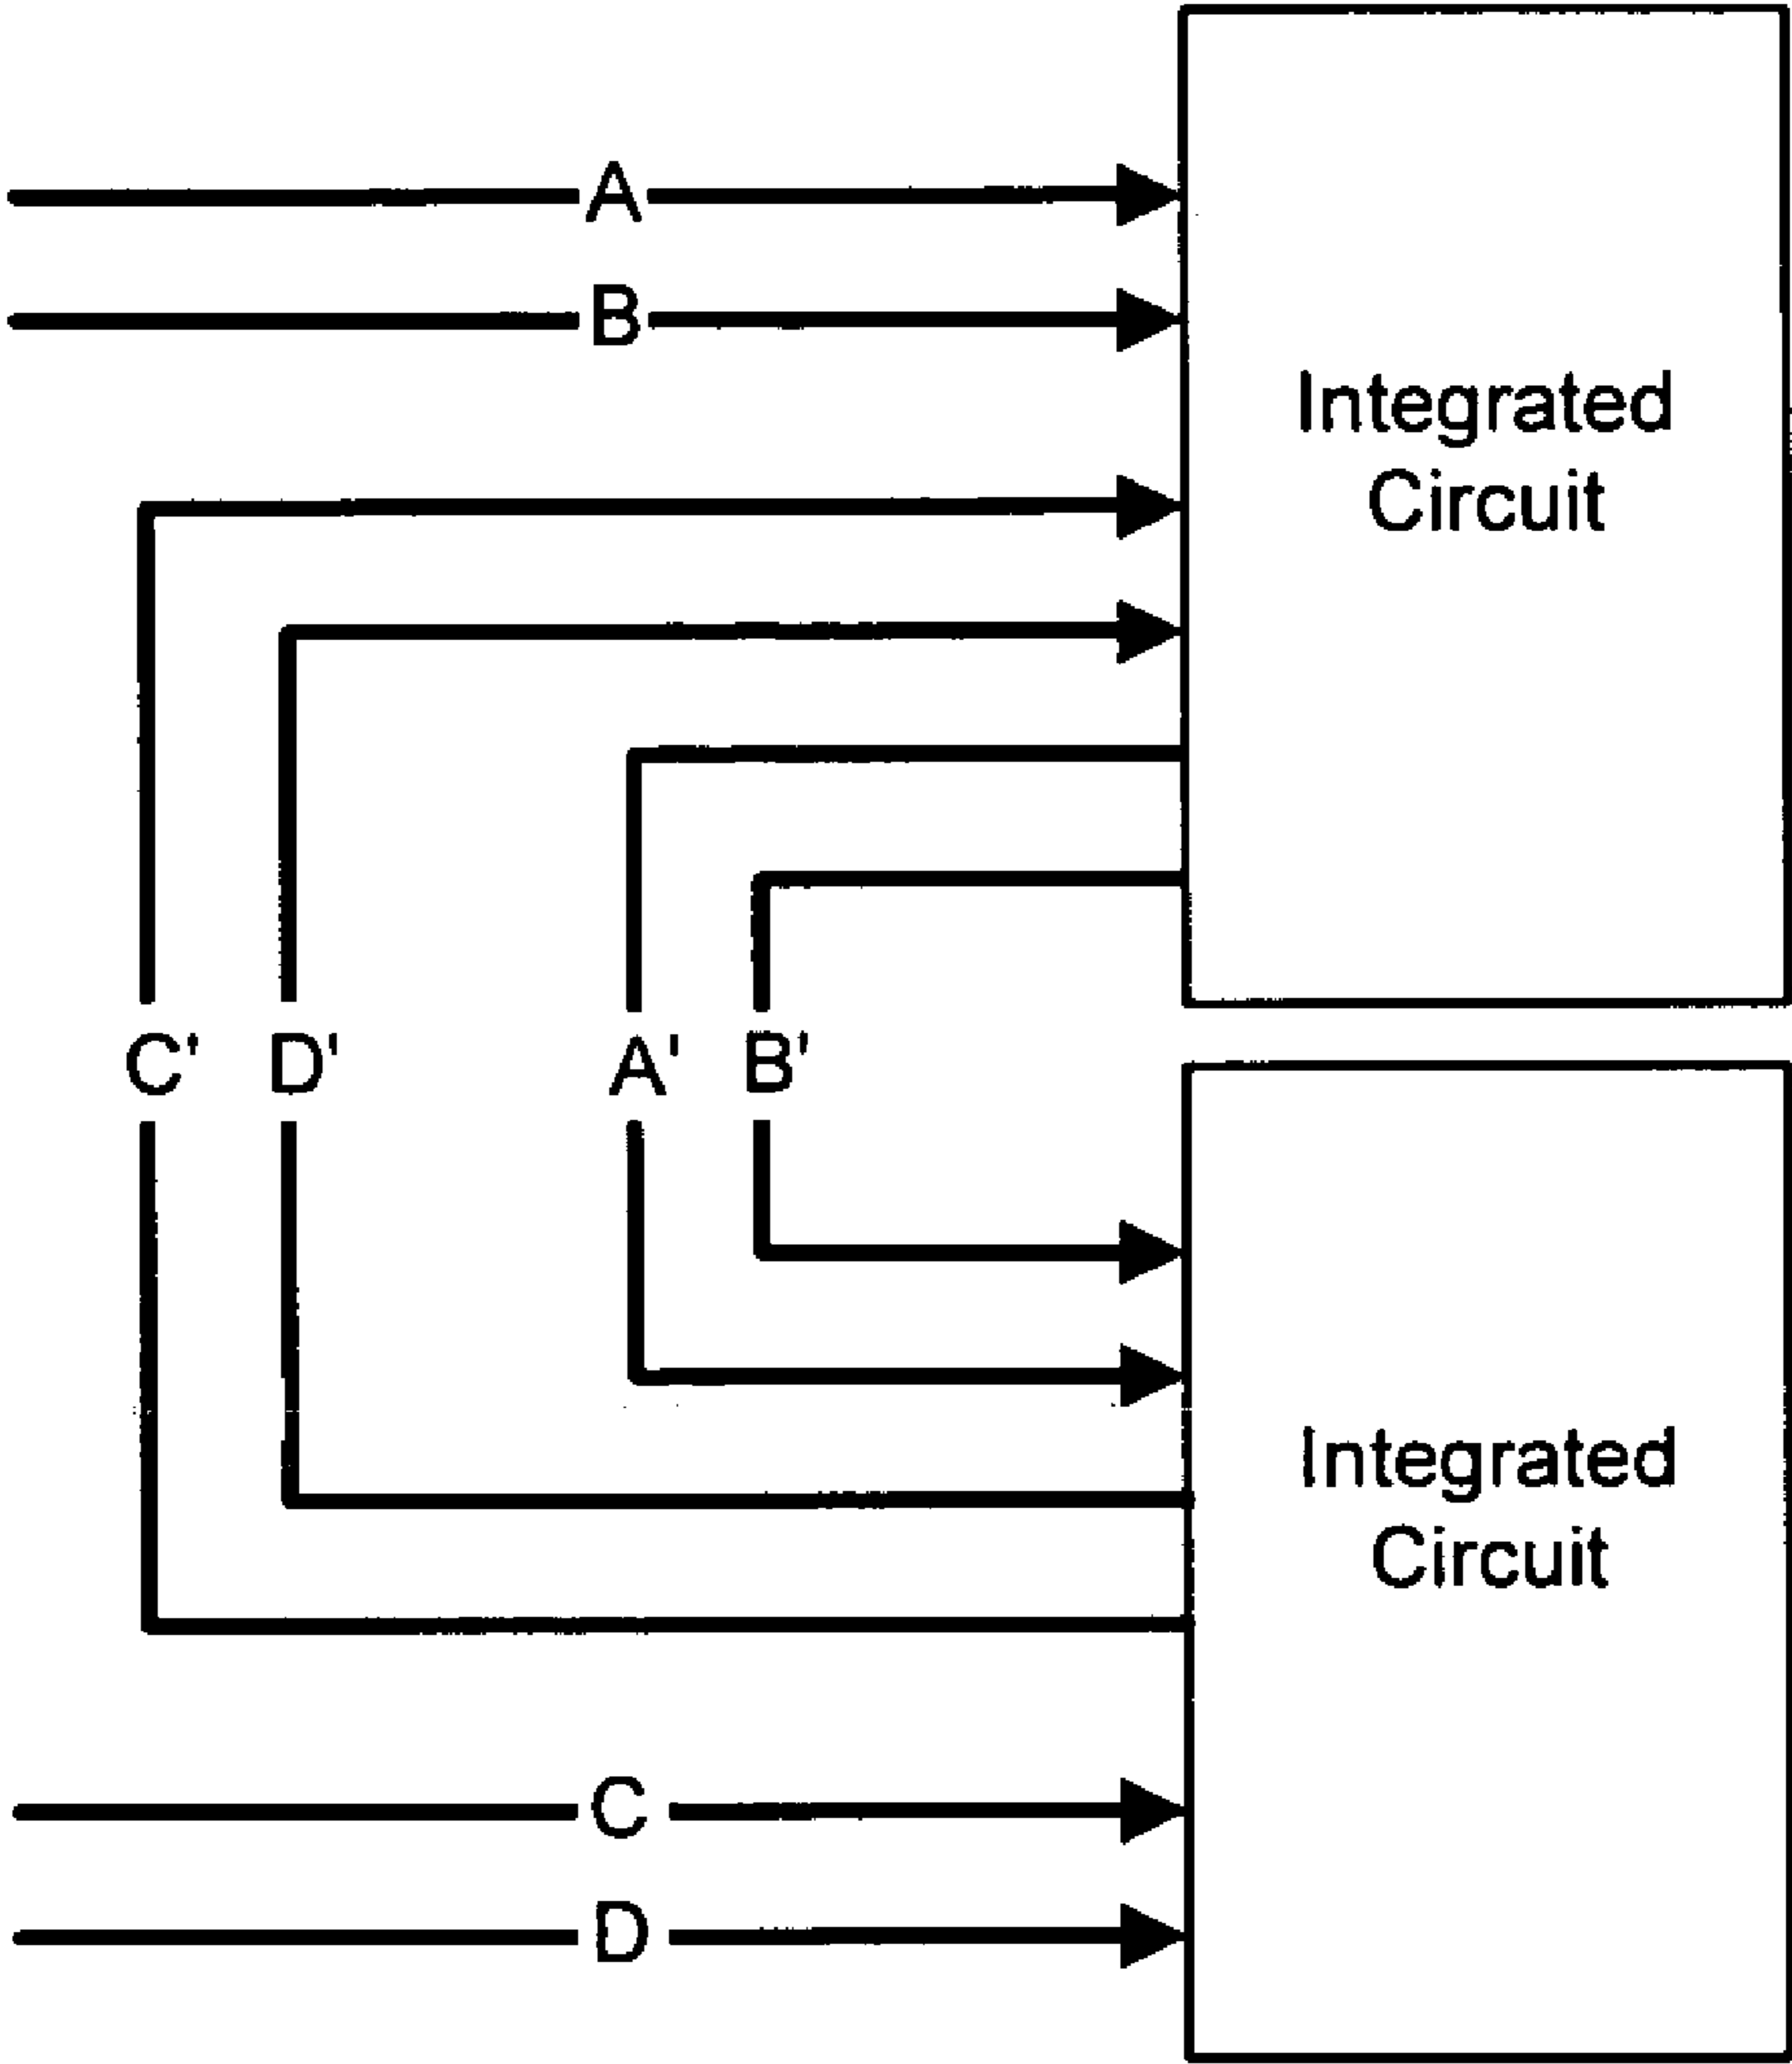 A
B
Integrated
Circuit
C' D' A' B'
Integrated
Circuit
C
D